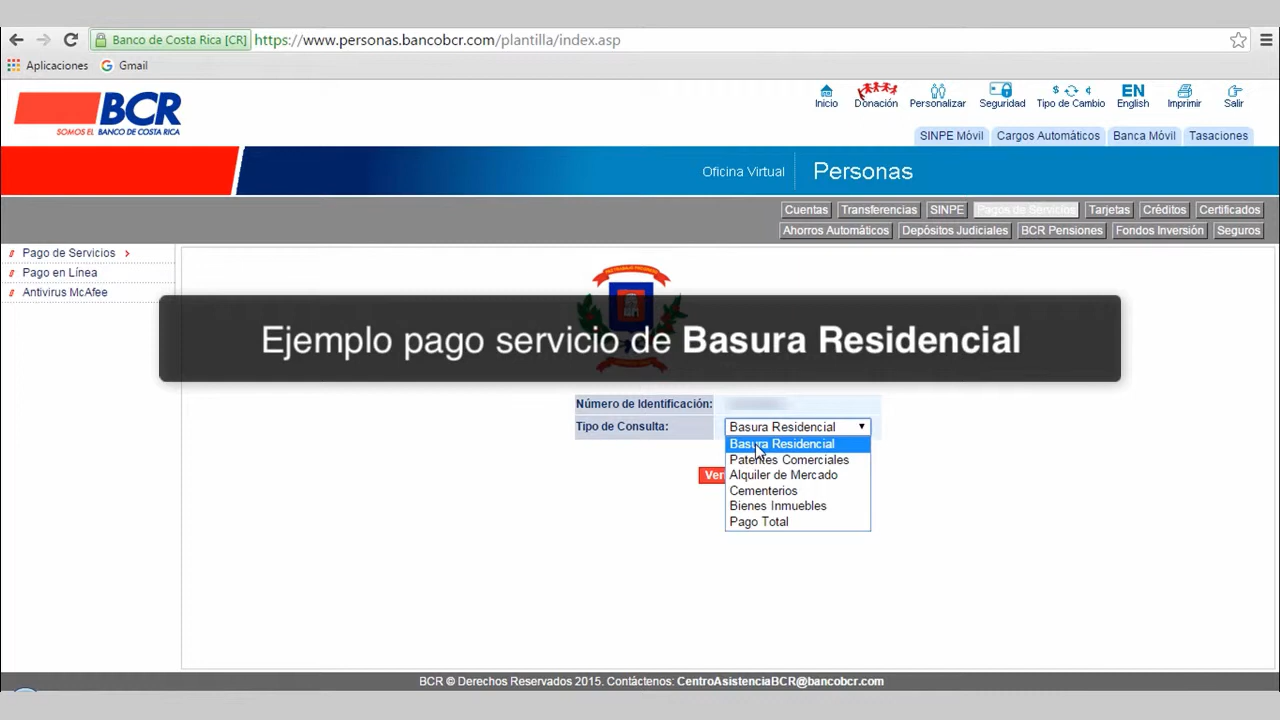 Banco de Costa Rica [CR]
https://www.personas.bancobcr.com/plantilla/index.asp
Aplicaciones
Gmail
BCR
SOMOS EL BANCO DE COSTA RICA
Inicio
Donación
Personalizar
Seguridad
Tipo de Cambio
EN
English
Imprimir
Salir
SINPE Móvil
Cargos Automáticos
Banca Móvil
Tasaciones
Oficina Virtual
Personas
Cuentas
Transferencias
SINPE
Pagos de Servicios
Tarjetas
Créditos
Certificados
Ahorros Automáticos
Depósitos Judiciales
BCR Pensiones
Fondos Inversión
Seguros
Pago de Servicios
Pago en Línea
Antivirus McAfee
Ejemplo pago servicio de Basura Residencial
Número de Identificación:
Tipo de Consulta:
Basura Residencial
Basura Residencial
Patentes Comerciales
Alquiler de Mercado
Cementerios
Bienes Inmuebles
Pago Total
BCR © Derechos Reservados 2015. Contáctenos: CentroAsistenciaBCR@bancobcr.com